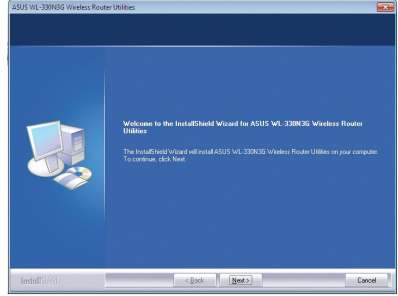 ASUS WL-330N3G Wireless Router Utilities
Welcome to the InstallShield Wizard for ASUS WL-330N3G Wireless Router
Utilities
The InstallShield Wizard will install ASUS WL-330N3G Wireless Router Utilities on your computer.
To continue, click Next.
InstallShield
< Back
Next >
Cancel